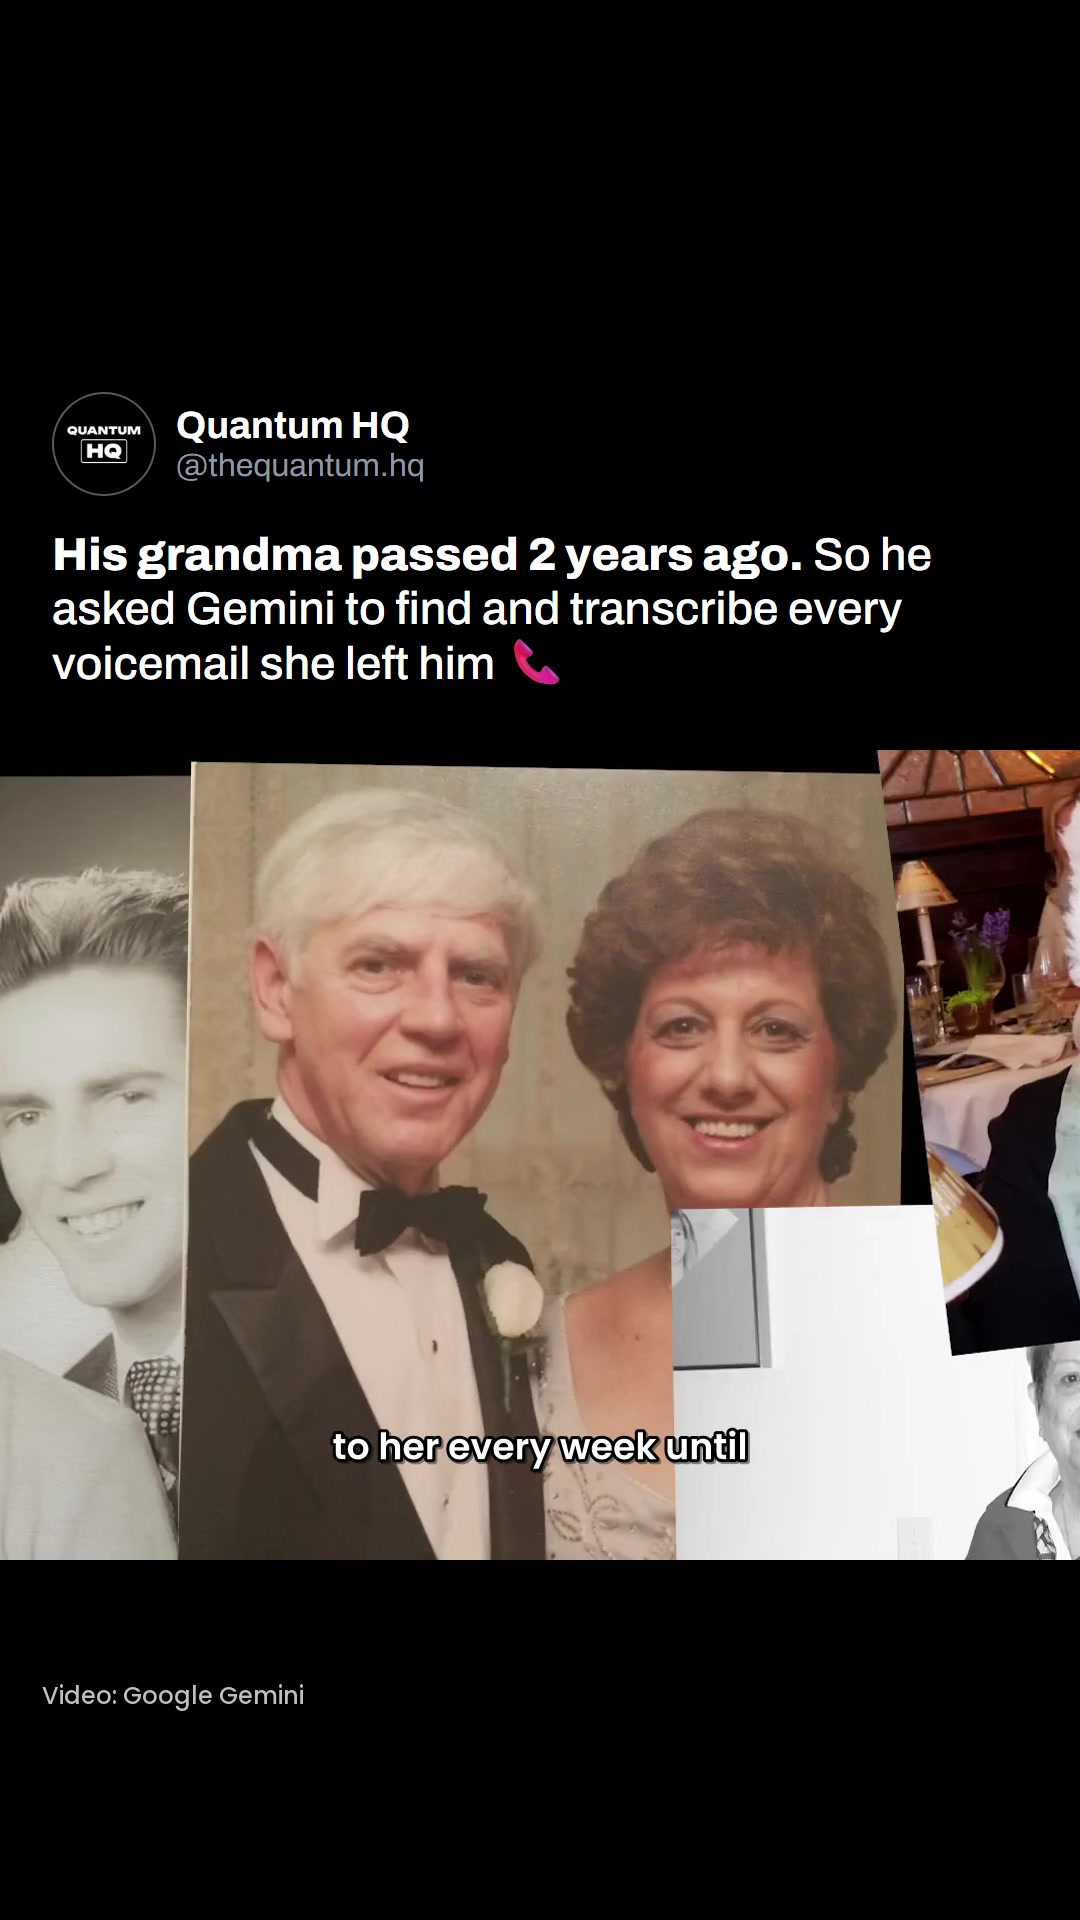 QUANTUM
HQ
Quantum HQ
@thequantum.hq
His grandma passed 2 years ago. So he
asked Gemini to find and transcribe every
voicemail she left him 📞
to her every week until
Video: Google Gemini